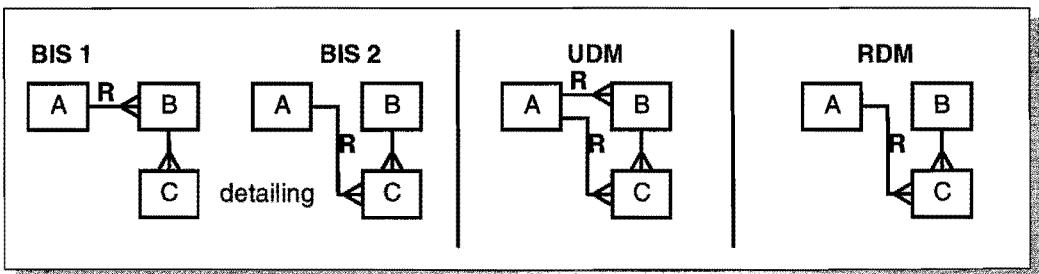 BIS 1 BIS 2 UDM RDM
R
A R B A B A B A B
R R R
C detailing C C C